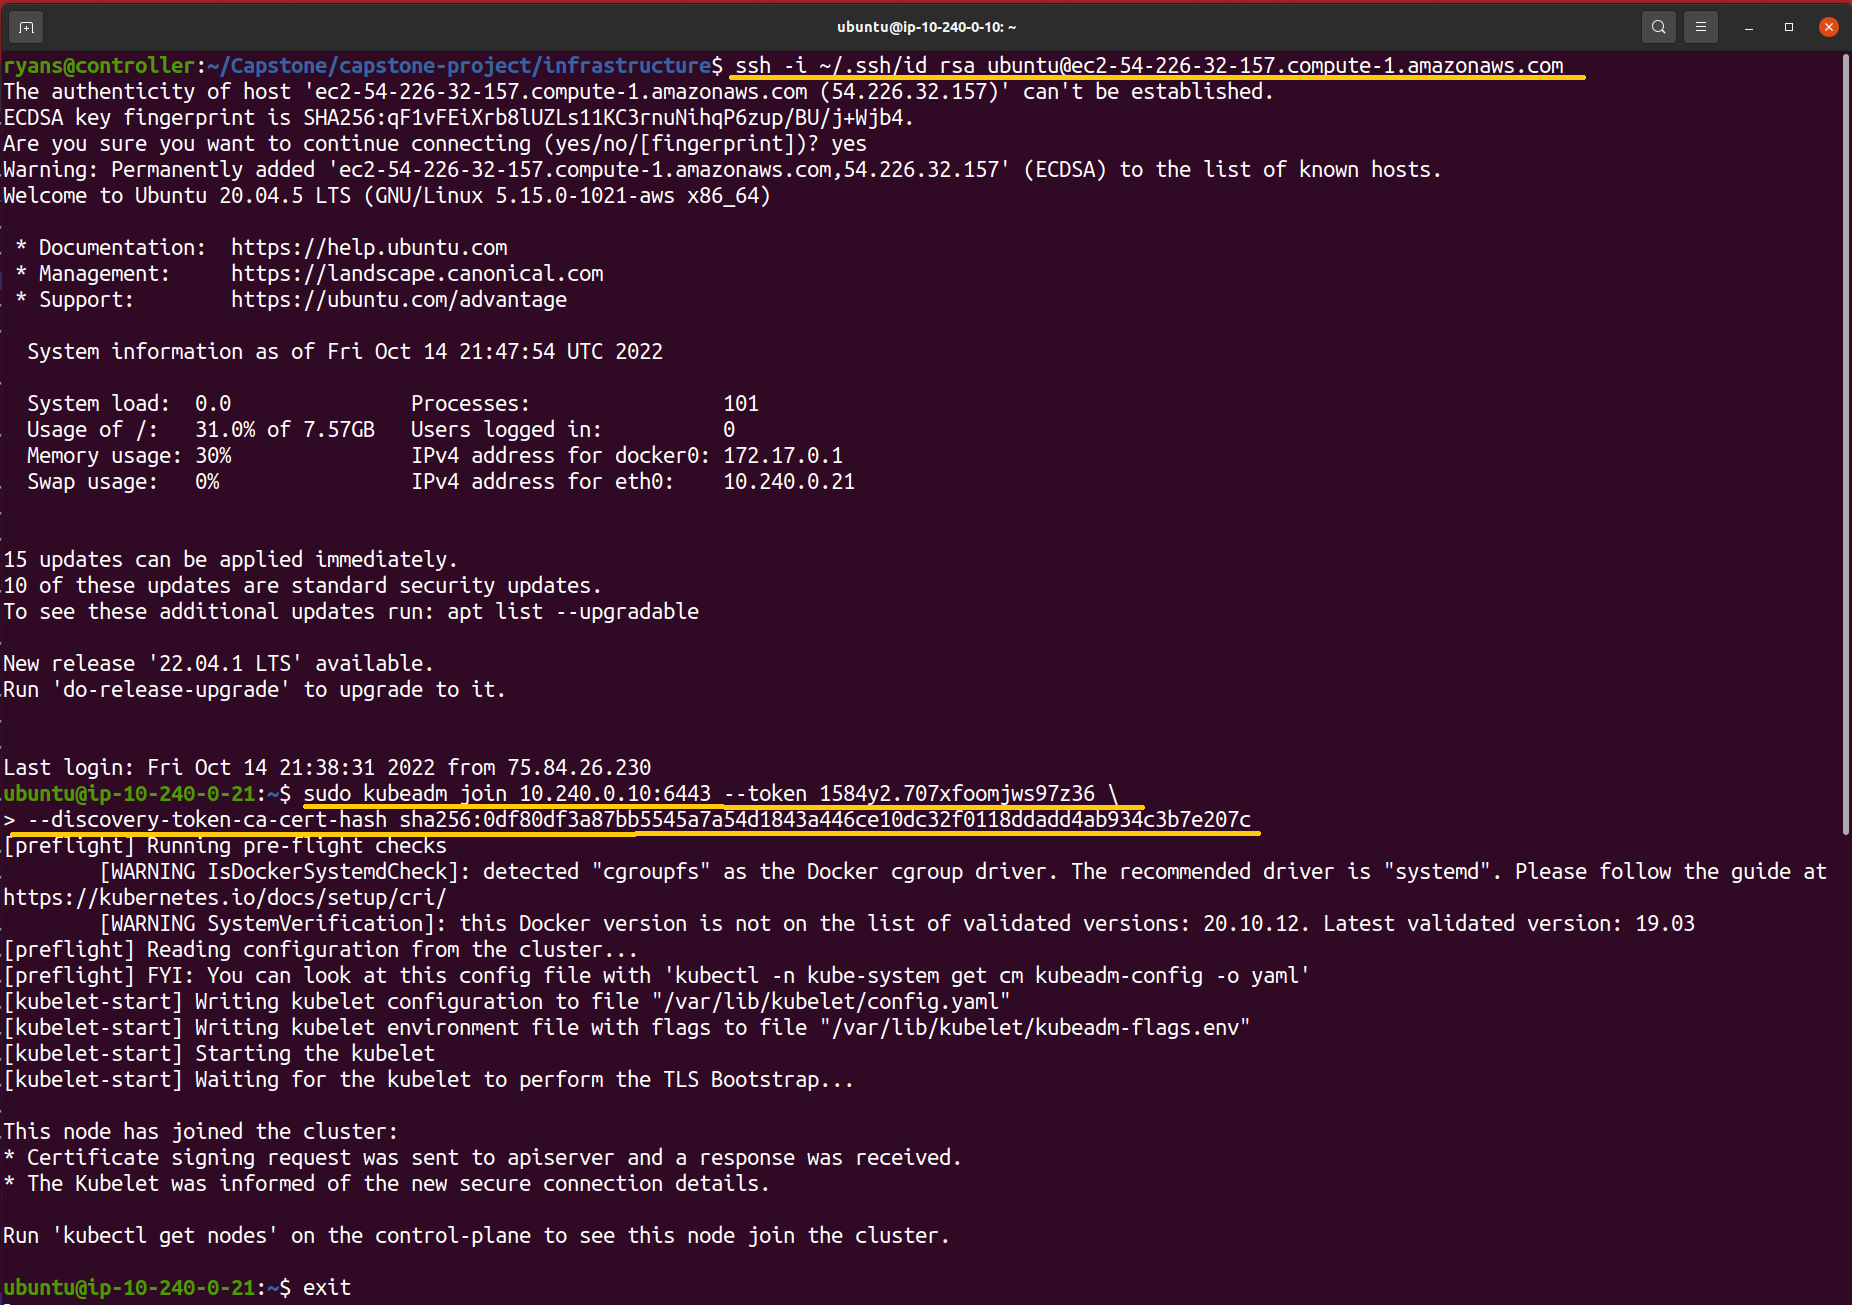 ubuntu@ip-10-240-0-10: ~
ryans@controller:~/Capstone/capstone-project/infrastructure$ ssh -i ~/.ssh/id_rsa ubuntu@ec2-54-226-32-157.compute-1.amazonaws.com
The authenticity of host 'ec2-54-226-32-157.compute-1.amazonaws.com (54.226.32.157)' can't be established.
ECDSA key fingerprint is SHA256:qF1vFEiXrb8lUZLs11KC3rnuNihqP6zup/BU/j+Wjb4.
Are you sure you want to continue connecting (yes/no/[fingerprint])? yes
Warning: Permanently added 'ec2-54-226-32-157.compute-1.amazonaws.com,54.226.32.157' (ECDSA) to the list of known hosts.
Welcome to Ubuntu 20.04.5 LTS (GNU/Linux 5.15.0-1021-aws x86_64)
* Documentation:  https://help.ubuntu.com
* Management:     https://landscape.canonical.com
* Support:        https://ubuntu.com/advantage
System information as of Fri Oct 14 21:47:54 UTC 2022
System load:  0.0               Processes:                101
Usage of /:   31.0% of 7.57GB   Users logged in:          0
Memory usage: 30%               IPv4 address for docker0: 172.17.0.1
Swap usage:   0%                IPv4 address for eth0:    10.240.0.21
15 updates can be applied immediately.
10 of these updates are standard security updates.
To see these additional updates run: apt list --upgradable
New release '22.04.1 LTS' available.
Run 'do-release-upgrade' to upgrade to it.
Last login: Fri Oct 14 21:38:31 2022 from 75.84.26.230
ubuntu@ip-10-240-0-21:~$ sudo kubeadm join 10.240.0.10:6443 --token 1584y2.707xfoomjws97z36 \
> --discovery-token-ca-cert-hash sha256:0df80df3a87bb5545a7a54d1843a446ce10dc32f0118ddadd4ab934c3b7e207c
[preflight] Running pre-flight checks
[WARNING IsDockerSystemdCheck]: detected "cgroupfs" as the Docker cgroup driver. The recommended driver is "systemd". Please follow the guide at
https://kubernetes.io/docs/setup/cri/
[WARNING SystemVerification]: this Docker version is not on the list of validated versions: 20.10.12. Latest validated version: 19.03
[preflight] Reading configuration from the cluster...
[preflight] FYI: You can look at this config file with 'kubectl -n kube-system get cm kubeadm-config -o yaml'
[kubelet-start] Writing kubelet configuration to file "/var/lib/kubelet/config.yaml"
[kubelet-start] Writing kubelet environment file with flags to file "/var/lib/kubelet/kubeadm-flags.env"
[kubelet-start] Starting the kubelet
[kubelet-start] Waiting for the kubelet to perform the TLS Bootstrap...
This node has joined the cluster:
* Certificate signing request was sent to apiserver and a response was received.
* The Kubelet was informed of the new secure connection details.
Run 'kubectl get nodes' on the control-plane to see this node join the cluster.
ubuntu@ip-10-240-0-21:~$ exit